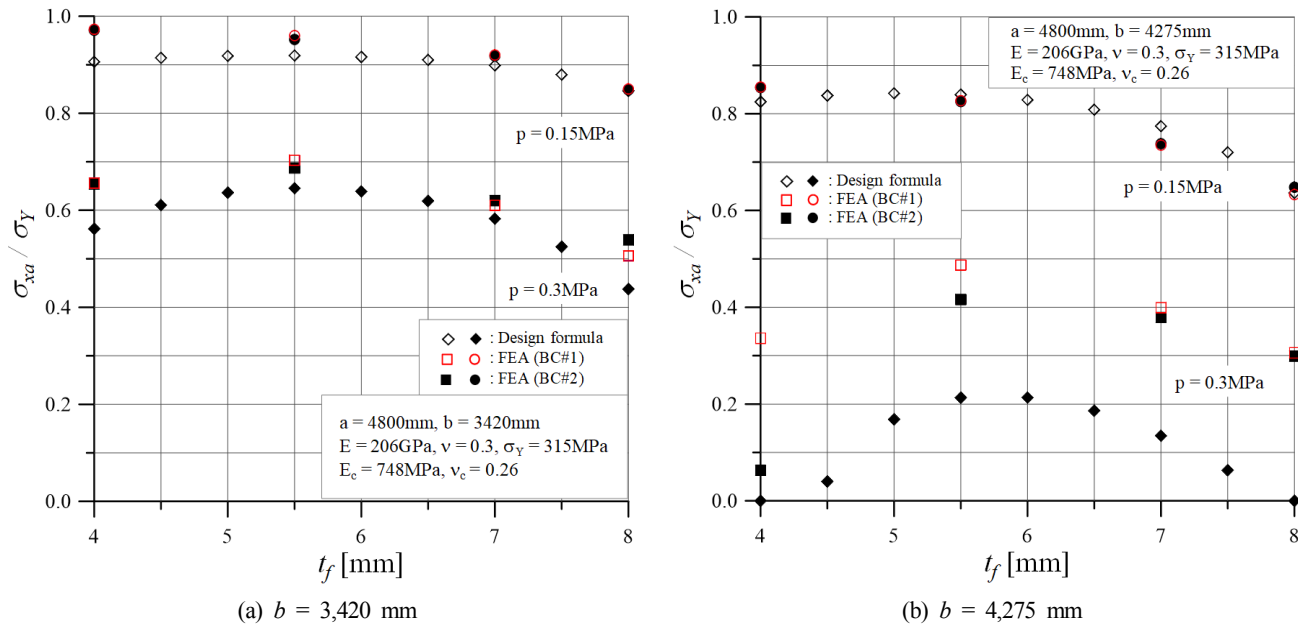 1.0
0.8
0.6
0.4
0.2
0.0
σxa / σY
p = 0.15MPa
p = 0.3MPa
: Design formula
: FEA (BC#1)
: FEA (BC#2)
a = 4800mm, b = 3420mm
E = 206GPa, ν = 0.3, σY = 315MPa
Ec = 748MPa, νc = 0.26
4 5 6 7 8
tf [mm]
(a) b = 3,420 mm
1.0
0.8
0.6
0.4
0.2
0.0
σxa / σY
a = 4800mm, b = 4275mm
E = 206GPa, ν = 0.3, σY = 315MPa
Ec = 748MPa, νc = 0.26
: Design formula
: FEA (BC#1)
: FEA (BC#2)
p = 0.15MPa
p = 0.3MPa
4 5 6 7 8
tf [mm]
(b) b = 4,275 mm